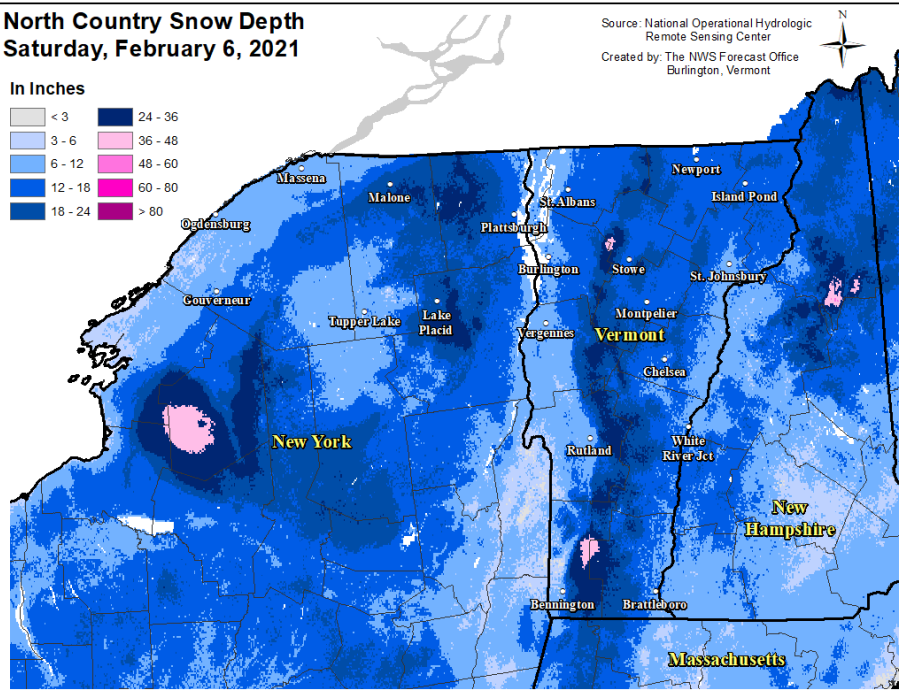 North Country Snow Depth
Saturday, February 6, 2021
Source: National Operational Hydrologic
Remote Sensing Center
Created by: The NWS Forecast Office
Burlington, Vermont
N
In Inches
< 3
24 - 36
3 - 6
36 - 48
6 - 12
48 - 60
12 - 18
60 - 80
18 - 24
> 80
Massena
Malone
Ogdensburg
Plattsburgh
St. Albans
Newport
Island Pond
Burlington
Stowe
St. Johnsbury
Gouverneur
Tupper Lake
Lake
Placid
Vergennes
Montpelier
Vermont
Chelsea
New York
Rutland
White
River Jct
New
Hampshire
Bennington
Brattleboro
Massachusetts